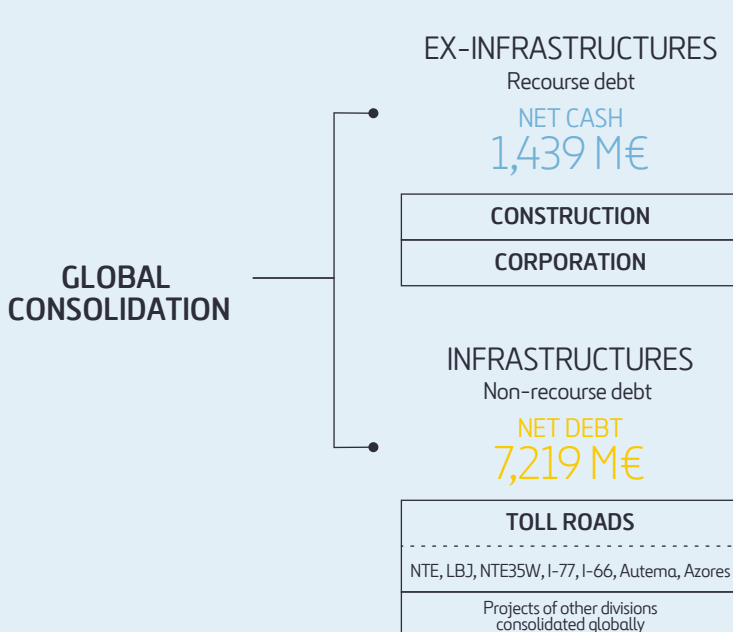 EX-INFRASTRUCTURES
Recourse debt
NET CASH
1,439 M€
CONSTRUCTION
CORPORATION
GLOBAL
CONSOLIDATION
INFRASTRUCTURES
Non-recourse debt
NET DEBT
7,219 M€
TOLL ROADS
NTE, LBJ, NTE35W, I-77, I-66, Autema, Azores
Projects of other divisions
consolidated globally